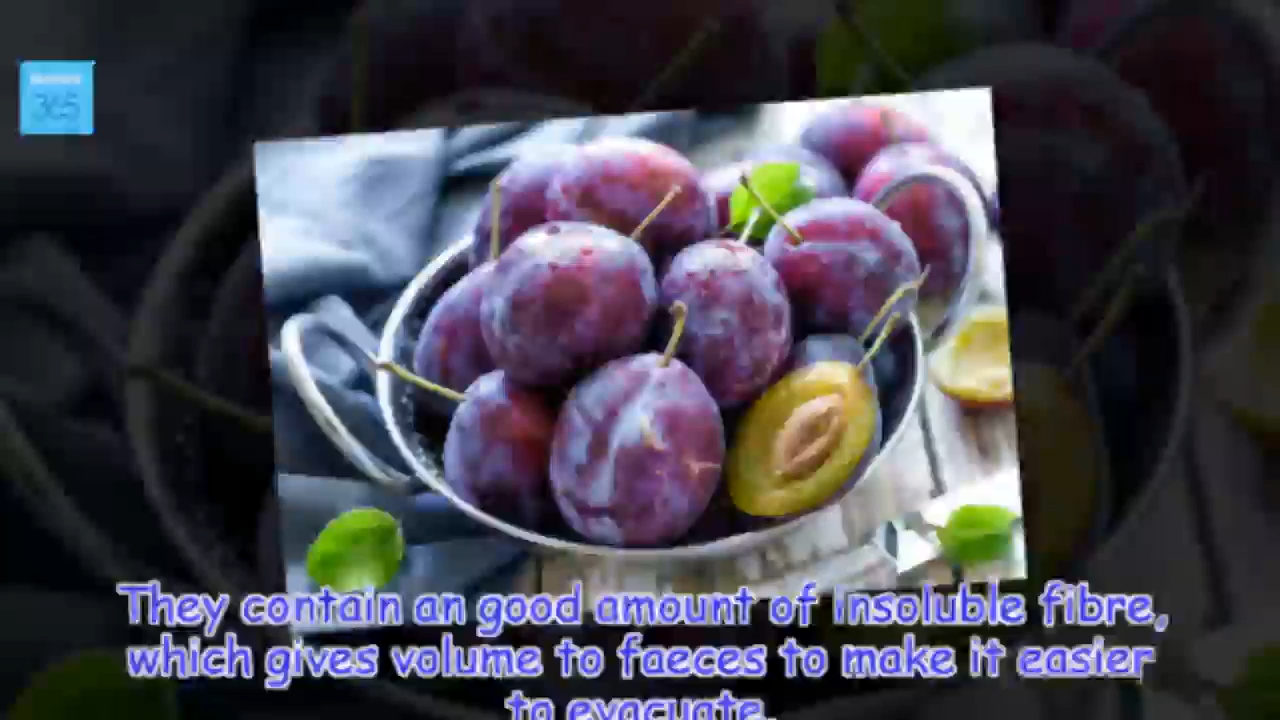 365
They contain an good amount of insoluble fibre,
which gives volume to faeces to make it easier
to evacuate.